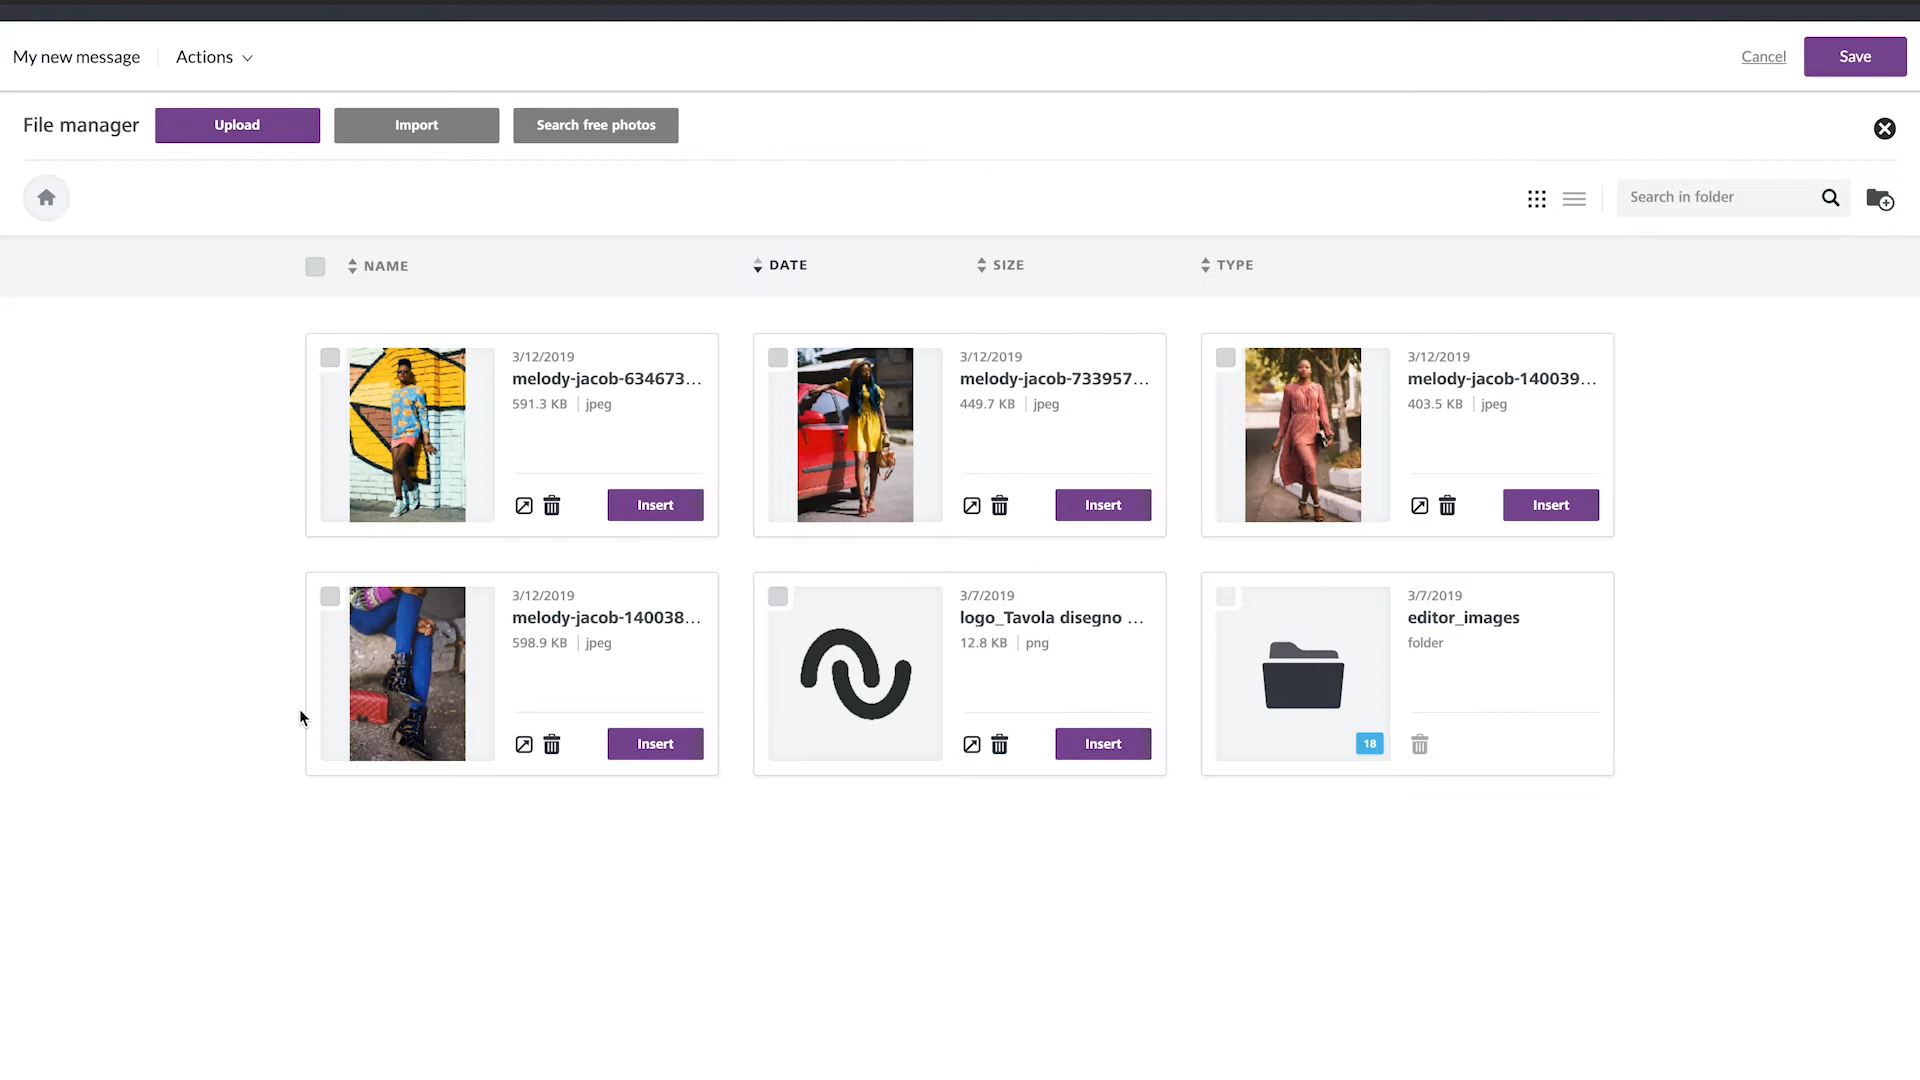 My new message
Actions
Cancel
Save
File manager
Upload
Import
Search free photos
Search in folder
NAME
DATE
SIZE
TYPE
3/12/2019
melody-jacob-634673...
591.3 KB
jpeg
Insert
3/12/2019
melody-jacob-733957...
449.7 KB
jpeg
Insert
3/12/2019
melody-jacob-140039...
403.5 KB
jpeg
Insert
3/12/2019
melody-jacob-140038...
598.9 KB
jpeg
Insert
3/7/2019
logo_Tavola disegno ...
12.8 KB
png
Insert
3/7/2019
editor_images
folder
18